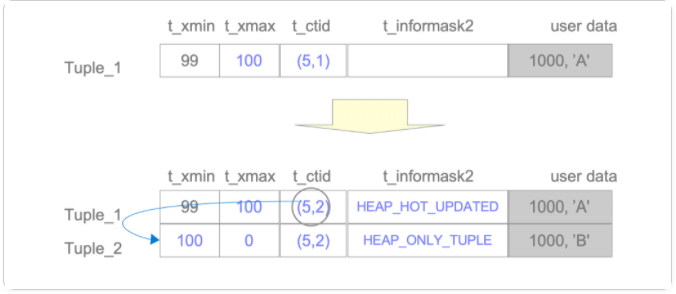 t_xmin t_xmax t_ctid t_informask2 user data
Tuple_1 99 100 (5,1) 1000, 'A'
t_xmin t_xmax t_ctid t_informask2 user data
Tuple_1 99 100 (5,2) HEAP_HOT_UPDATED 1000, 'A'
Tuple_2 100 0 (5,2) HEAP_ONLY_TUPLE 1000, 'B'